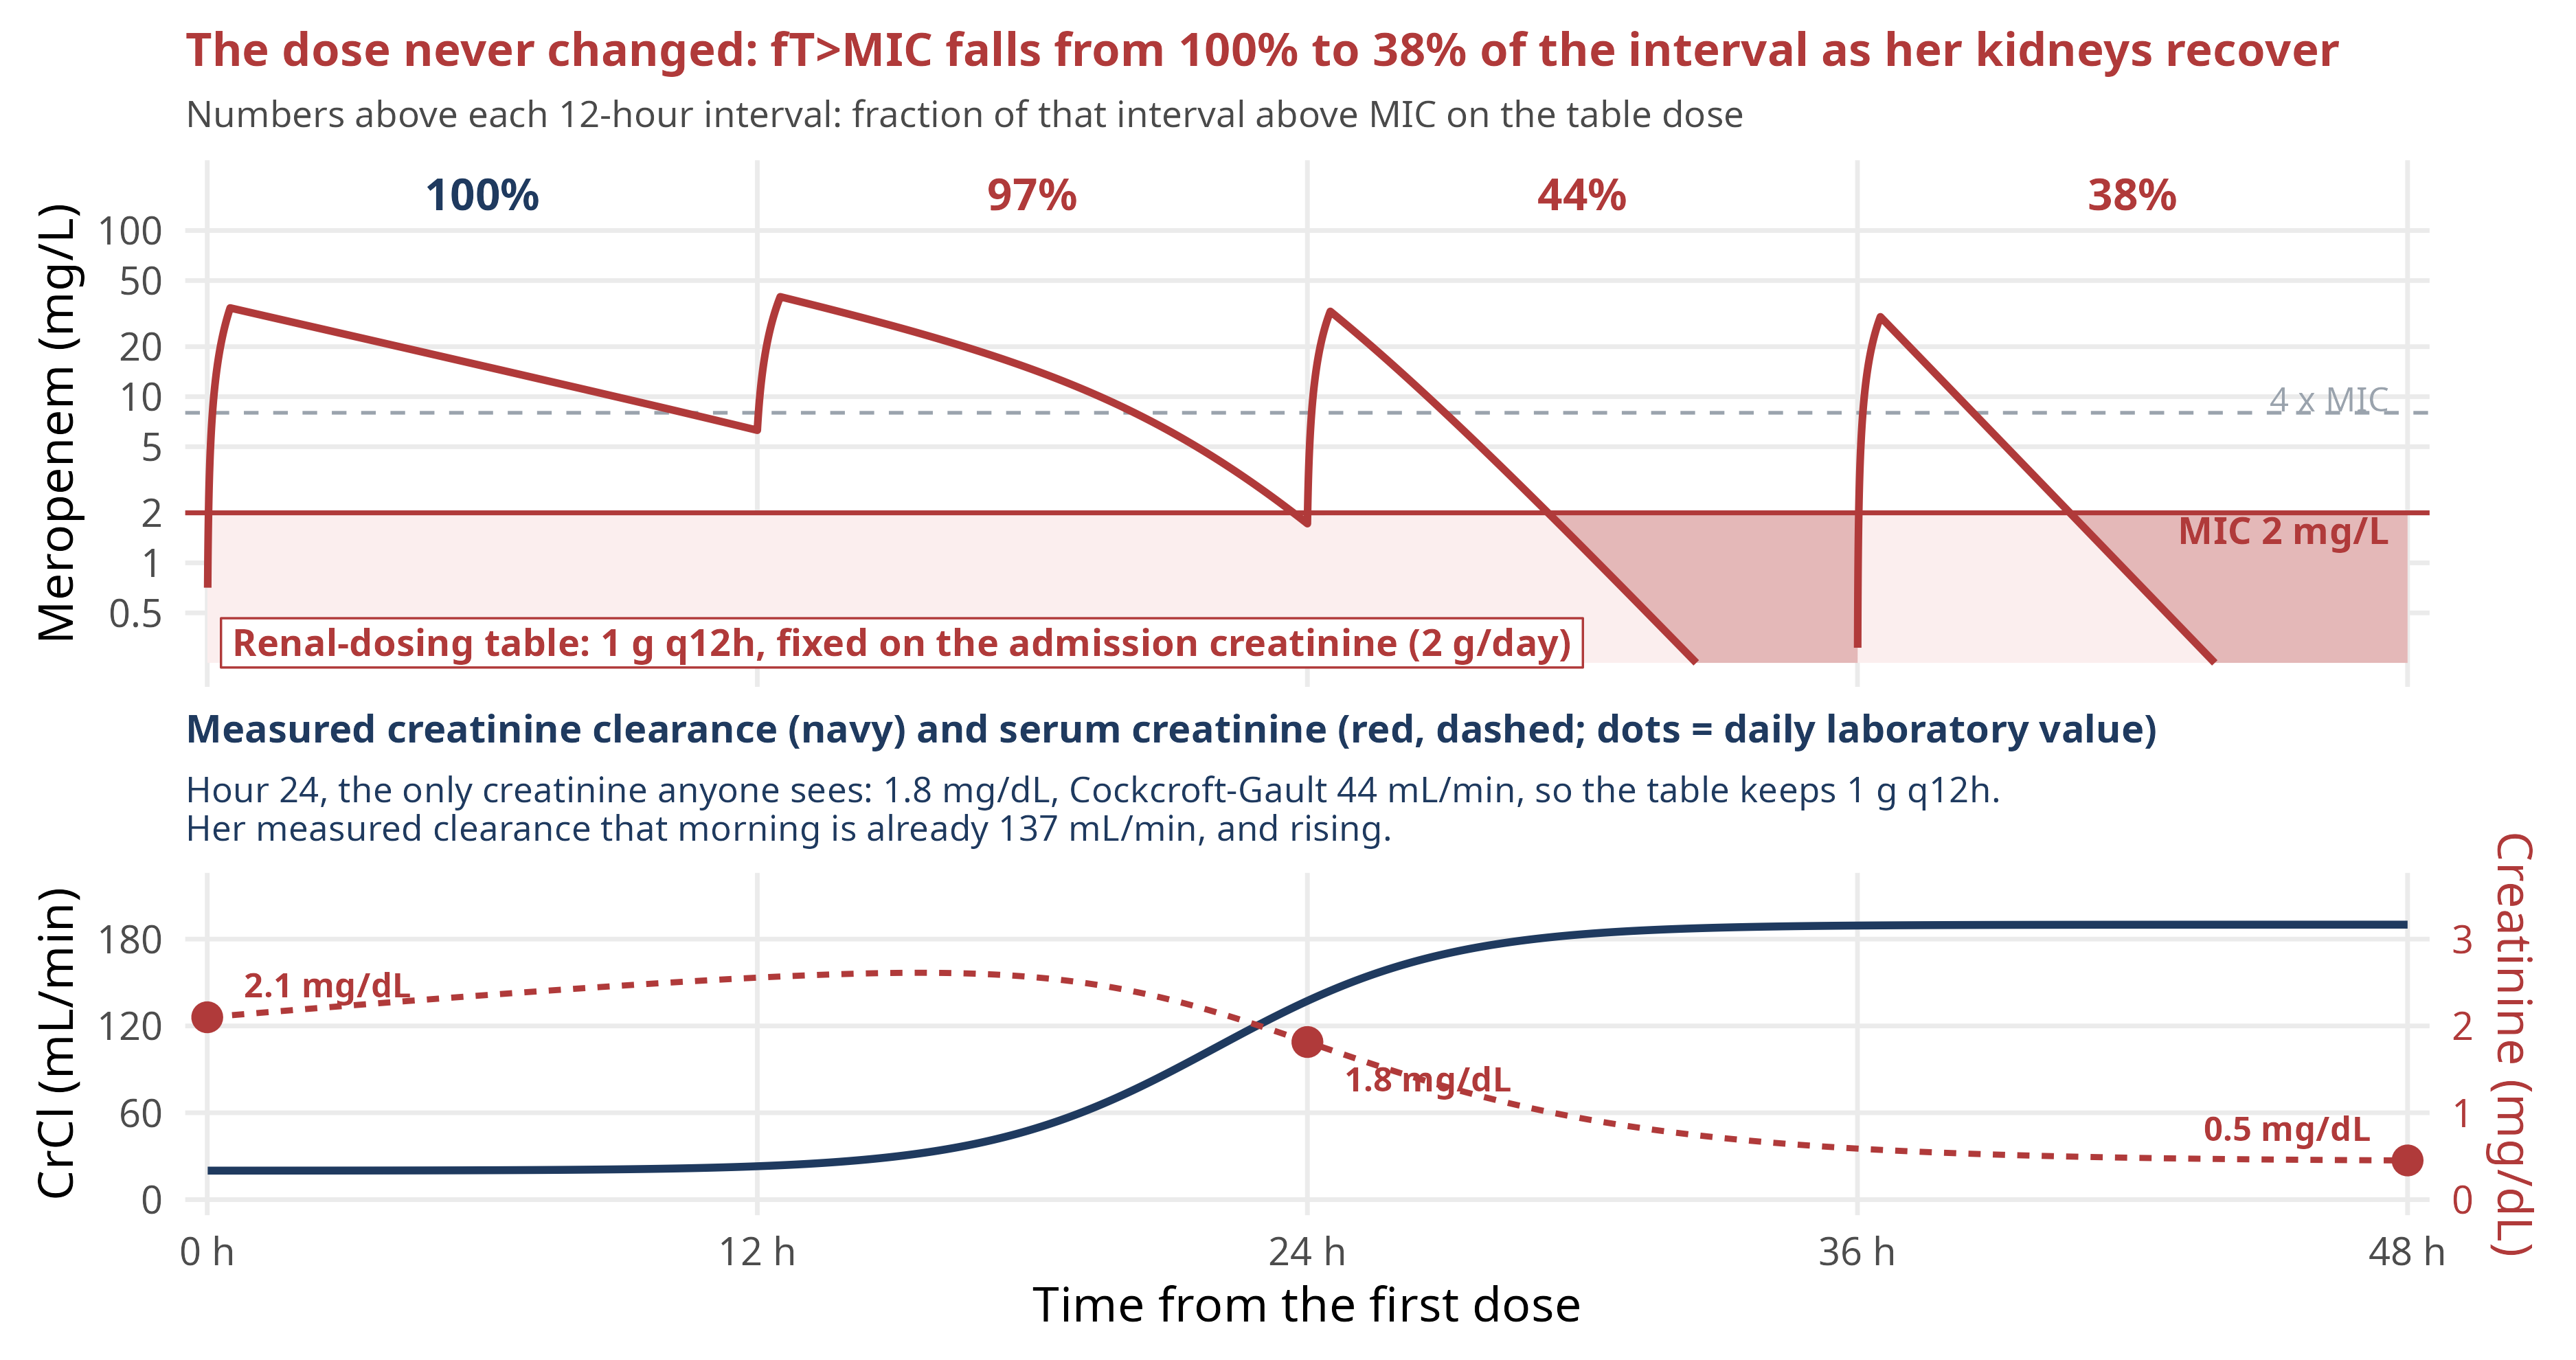 The dose never changed: fT>MIC falls from 100% to 38% of the interval as her kidneys recover
Numbers above each 12-hour interval: fraction of that interval above MIC on the table dose
100%
97%
44%
38%
Meropenem (mg/L)
100
50
20
10
5
2
1
0.5
4 x MIC
MIC 2 mg/L
Renal-dosing table: 1 g q12h, fixed on the admission creatinine (2 g/day)
Measured creatinine clearance (navy) and serum creatinine (red, dashed; dots = daily laboratory value)
Hour 24, the only creatinine anyone sees: 1.8 mg/dL, Cockcroft-Gault 44 mL/min, so the table keeps 1 g q12h.
Her measured clearance that morning is already 137 mL/min, and rising.
CrCl (mL/min)
180
120
60
0
2.1 mg/dL
1.8 mg/dL
0.5 mg/dL
3
2
1
0
Creatinine (mg/dL)
0 h
12 h
24 h
36 h
48 h
Time from the first dose